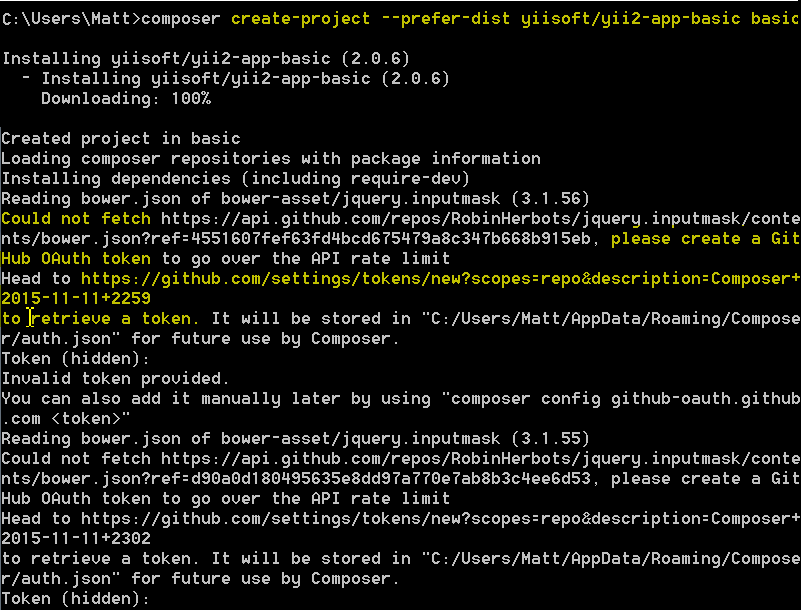 C:\Users\Matt>composer create-project --prefer-dist yiisoft/yii2-app-basic basic
Installing yiisoft/yii2-app-basic (2.0.6)
- Installing yiisoft/yii2-app-basic (2.0.6)
Downloading: 100%
Created project in basic
Loading composer repositories with package information
Installing dependencies (including require-dev)
Reading bower.json of bower-asset/jquery.inputmask (3.1.56)
Could not fetch https://api.github.com/repos/RobinHerbots/jquery.inputmask/conte
nts/bower.json?ref=4551607fef63fd4bcd675479a8c347b668b915eb, please create a Git
Hub OAuth token to go over the API rate limit
Head to https://github.com/settings/tokens/new?scopes=repo&description=Composer+
2015-11-11+2259
to retrieve a token. It will be stored in "C:/Users/Matt/AppData/Roaming/Compose
r/auth.json" for future use by Composer.
Token (hidden):
Invalid token provided.
You can also add it manually later by using "composer config github-oauth.github
.com <token>"
Reading bower.json of bower-asset/jquery.inputmask (3.1.55)
Could not fetch https://api.github.com/repos/RobinHerbots/jquery.inputmask/conte
nts/bower.json?ref=d90a0d180495635e8dd97a770e7ab8b3c4ee6d53, please create a Git
Hub OAuth token to go over the API rate limit
Head to https://github.com/settings/tokens/new?scopes=repo&description=Composer+
2015-11-11+2302
to retrieve a token. It will be stored in "C:/Users/Matt/AppData/Roaming/Compose
r/auth.json" for future use by Composer.
Token (hidden):